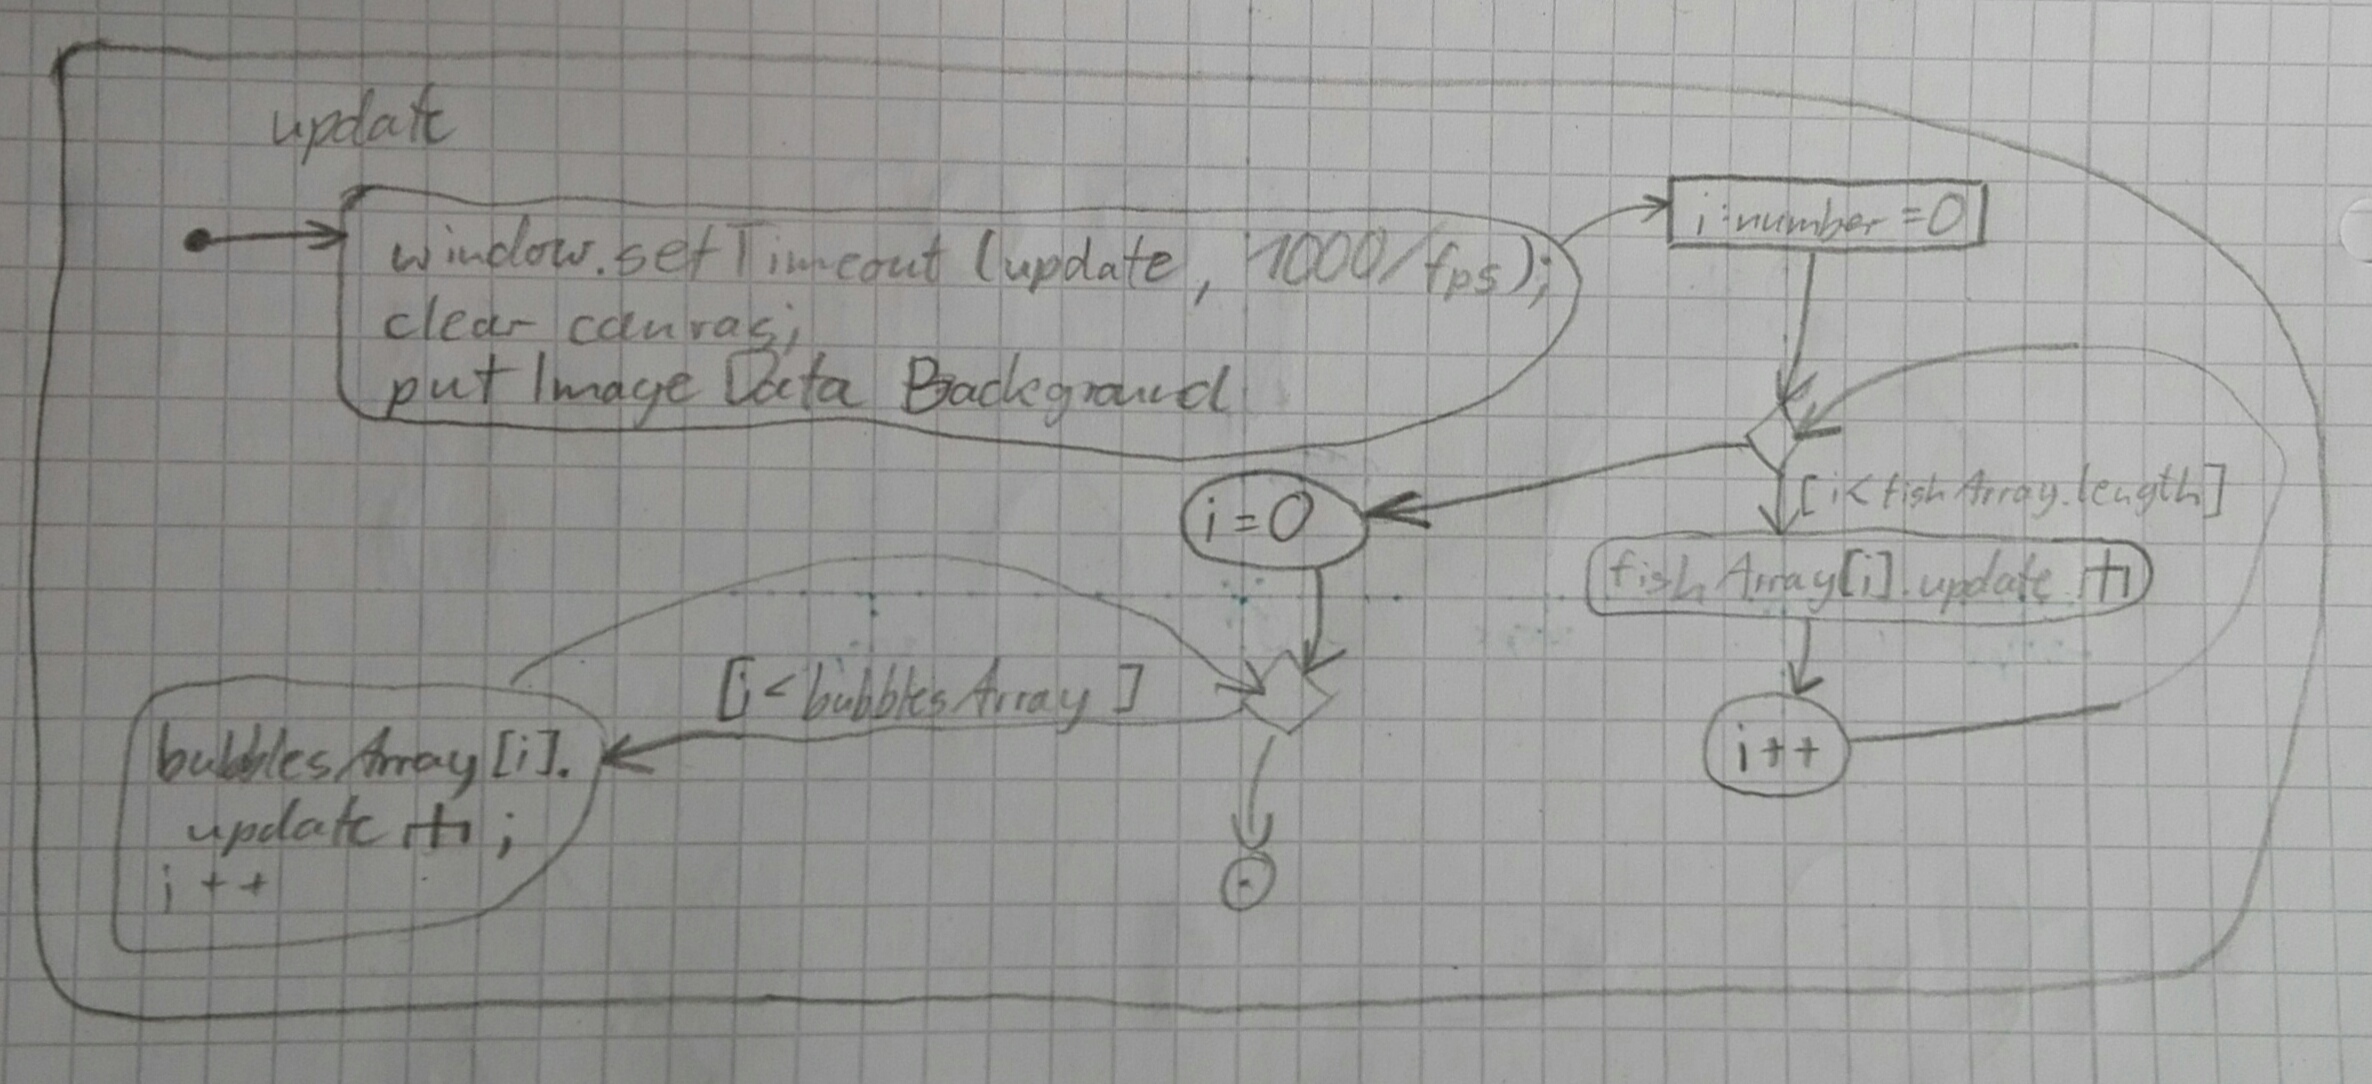 update
window.setTimeout (update, 1000/fps);
clear canvas;
put Image Data Background
i:number =0
[i< fishArray.length]
i=0
fishArray[i].update
[i< bubblesArray ]
i++
bubblesArray [i].
update ;
i ++